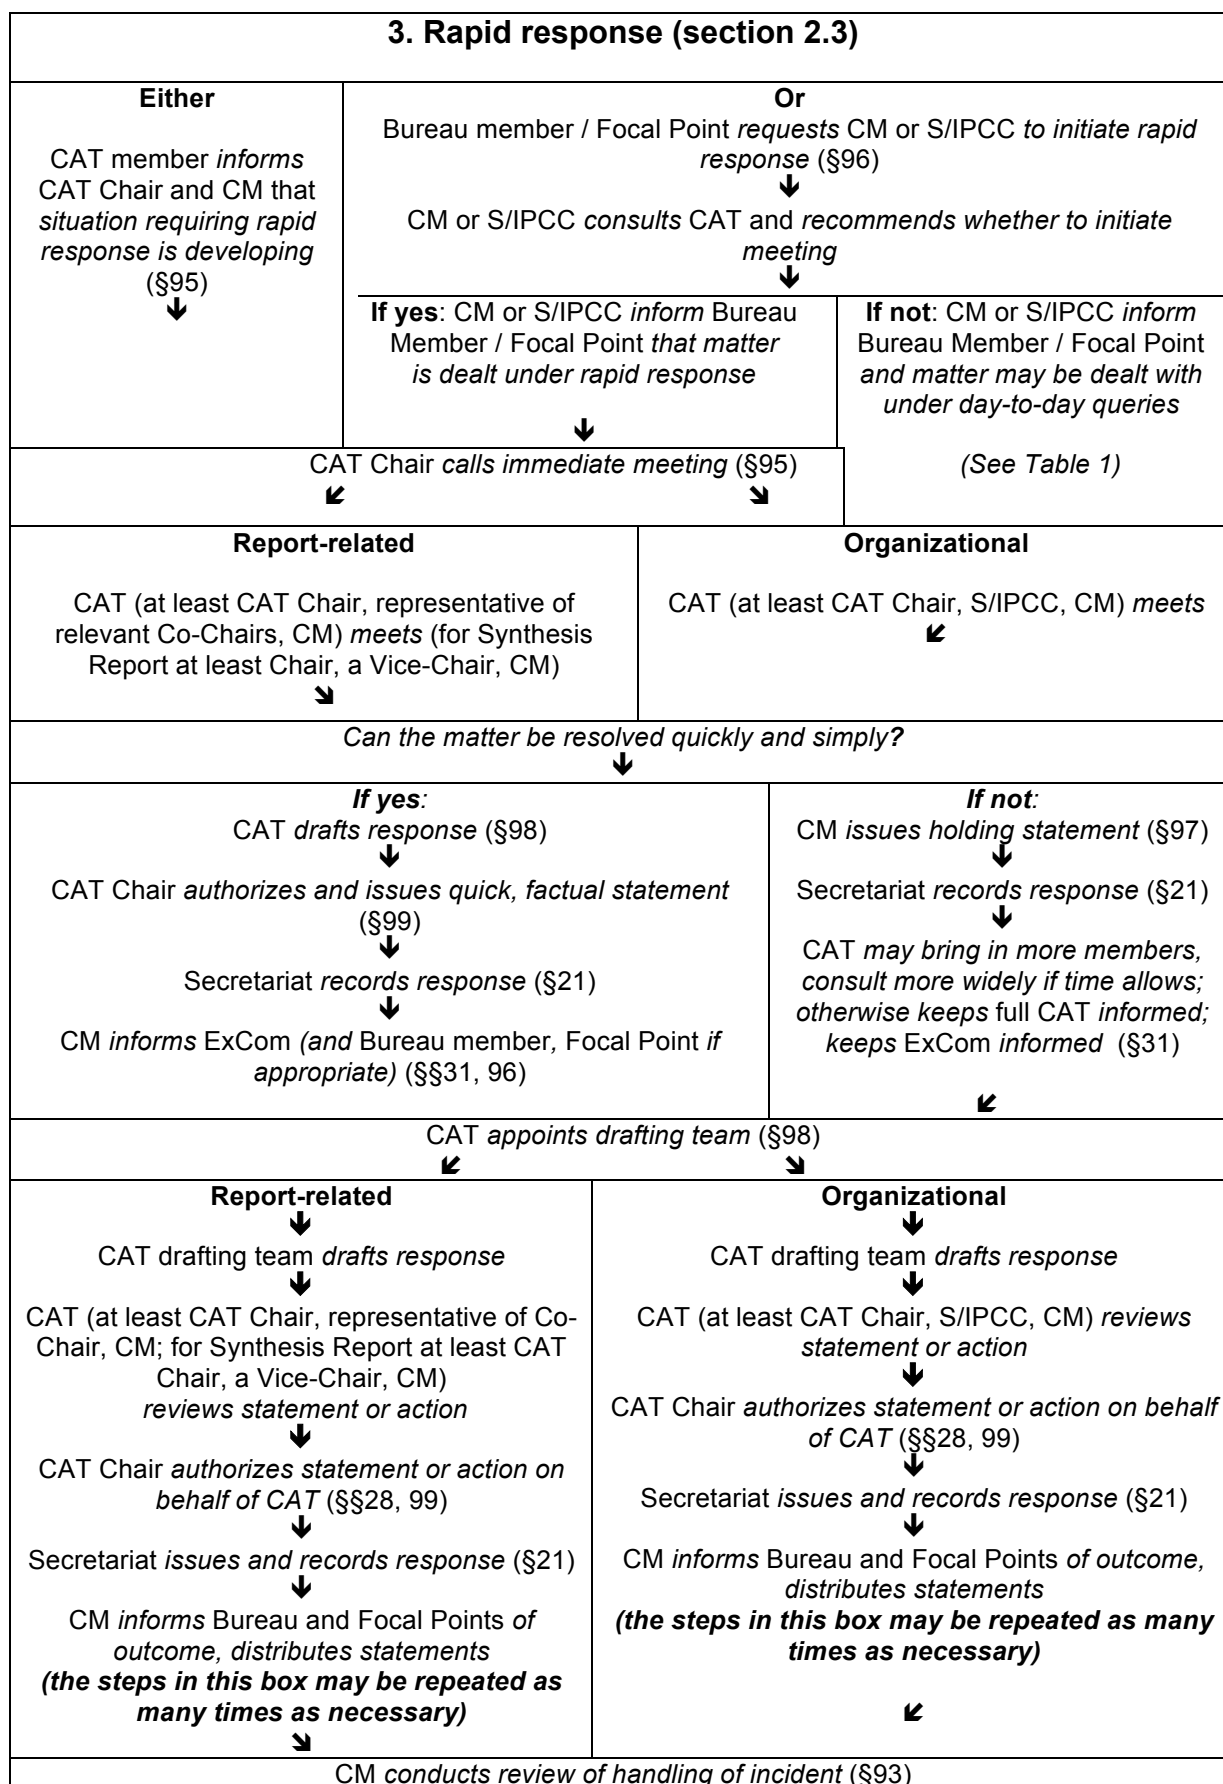 3. Rapid response (section 2.3)
Either
CAT member informs
CAT Chair and CM that
situation requiring rapid
response is developing
(§95)
🡻
Or
Bureau member / Focal Point requests CM or S/IPCC to initiate rapid
response (§96)
🡻
CM or S/IPCC consults CAT and recommends whether to initiate
meeting
🡻
If yes: CM or S/IPCC inform Bureau
Member / Focal Point that matter
is dealt under rapid response
🡻
If not: CM or S/IPCC inform
Bureau Member / Focal Point
and matter may be dealt with
under day-to-day queries
(See Table 1)
CAT Chair calls immediate meeting (§95)
🡿 🡾
Report-related
CAT (at least CAT Chair, representative of
relevant Co-Chairs, CM) meets (for Synthesis
Report at least Chair, a Vice-Chair, CM)
🡾
Organizational
CAT (at least CAT Chair, S/IPCC, CM) meets
🡿
Can the matter be resolved quickly and simply?
🡻
If yes:
CAT drafts response (§98)
🡻
CAT Chair authorizes and issues quick, factual statement
(§99)
🡻
Secretariat records response (§21)
🡻
CM informs ExCom (and Bureau member, Focal Point if
appropriate) (§§31, 96)
If not:
CM issues holding statement (§97)
🡻
Secretariat records response (§21)
🡻
CAT may bring in more members,
consult more widely if time allows;
otherwise keeps full CAT informed;
keeps ExCom informed (§31)
🡿
CAT appoints drafting team (§98)
🡿 🡾
Report-related
🡻
CAT drafting team drafts response
🡻
CAT (at least CAT Chair, representative of Co-
Chair, CM; for Synthesis Report at least CAT
Chair, a Vice-Chair, CM)
reviews statement or action
🡻
CAT Chair authorizes statement or action on
behalf of CAT (§§28, 99)
🡻
Secretariat issues and records response (§21)
🡻
CM informs Bureau and Focal Points of
outcome, distributes statements
(the steps in this box may be repeated as
many times as necessary)
🡾
Organizational
🡻
CAT drafting team drafts response
🡻
CAT (at least CAT Chair, S/IPCC, CM) reviews
statement or action
🡻
CAT Chair authorizes statement or action on behalf
of CAT (§§28, 99)
🡻
Secretariat issues and records response (§21)
🡻
CM informs Bureau and Focal Points of outcome,
distributes statements
(the steps in this box may be repeated as many
times as necessary)
🡿
CM conducts review of handling of incident (§93)